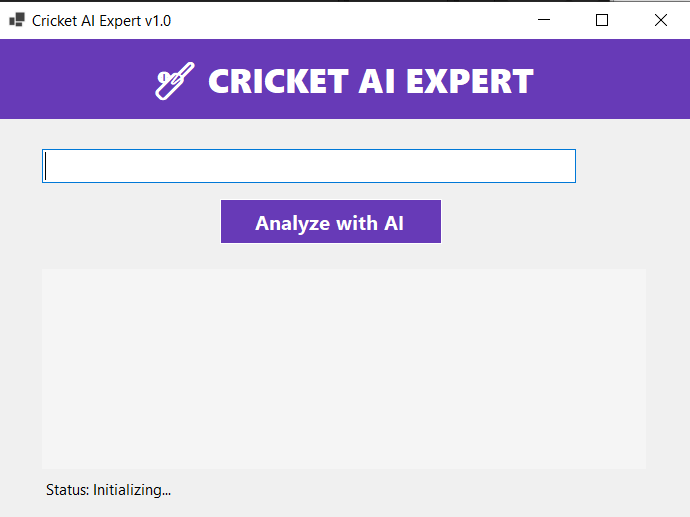 Cricket AI Expert v1.0
CRICKET AI EXPERT
Analyze with AI
Status: Initializing...